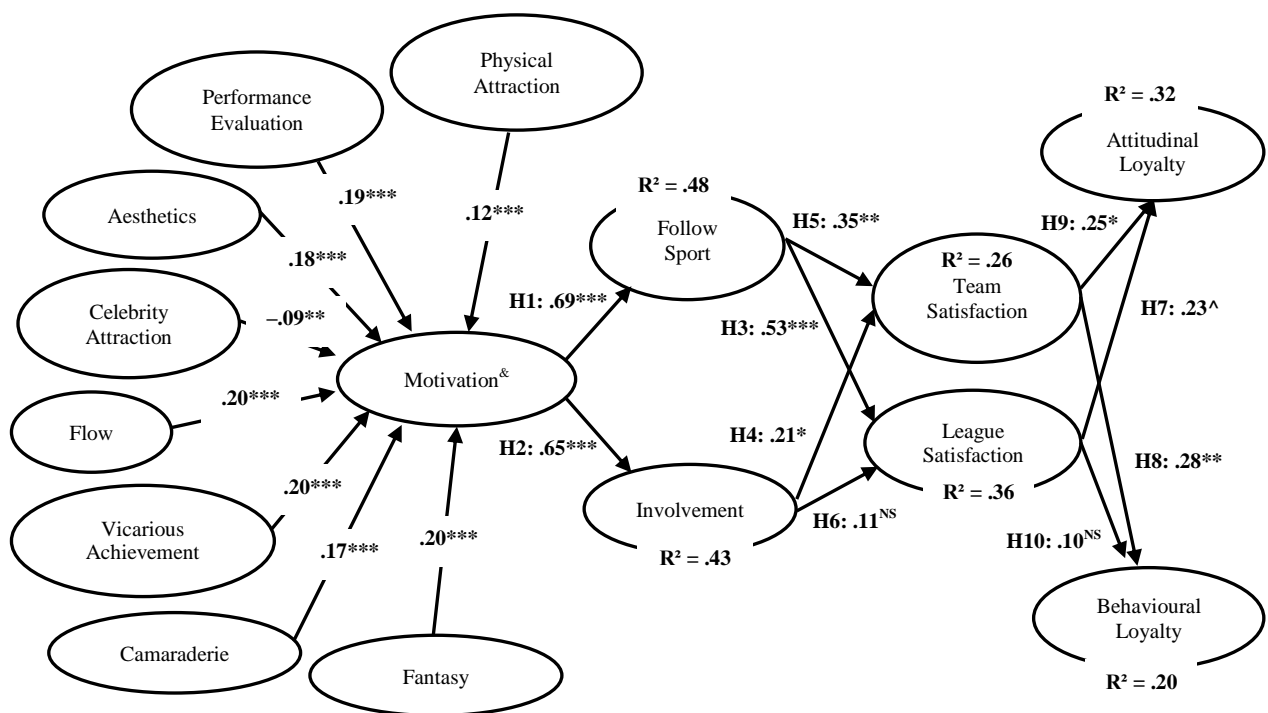 Physical
Attraction
Performance
Evaluation
R² = .32
Attitudinal
Loyalty
Aesthetics
.19***
.12***
R² = .48
Follow
Sport
H5: .35**
H9: .25*
.18***
R² = .26
Team
Satisfaction
Celebrity
Attraction
–.09**
H1: .69***
H3: .53***
H7: .23^
Motivation&
.20***
Flow
H2: .65***
H4: .21*
League
Satisfaction
R² = .36
H8: .28**
.20***
Vicarious
Achievement
Involvement
R² = .43
H6: .11NS
H10: .10NS
.17***
.20***
Behavioural
Loyalty
R² = .20
Camaraderie
Fantasy